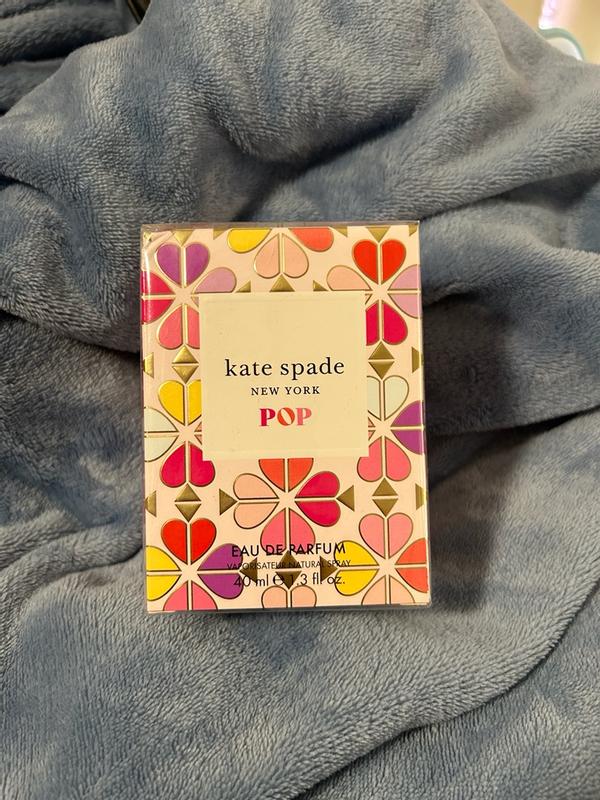 kate spade
NEW YORK
POP
EAU DE PARFUM
VAPORISATEUR NATURAL SPRAY
40 ml e 1.3 fl. oz.